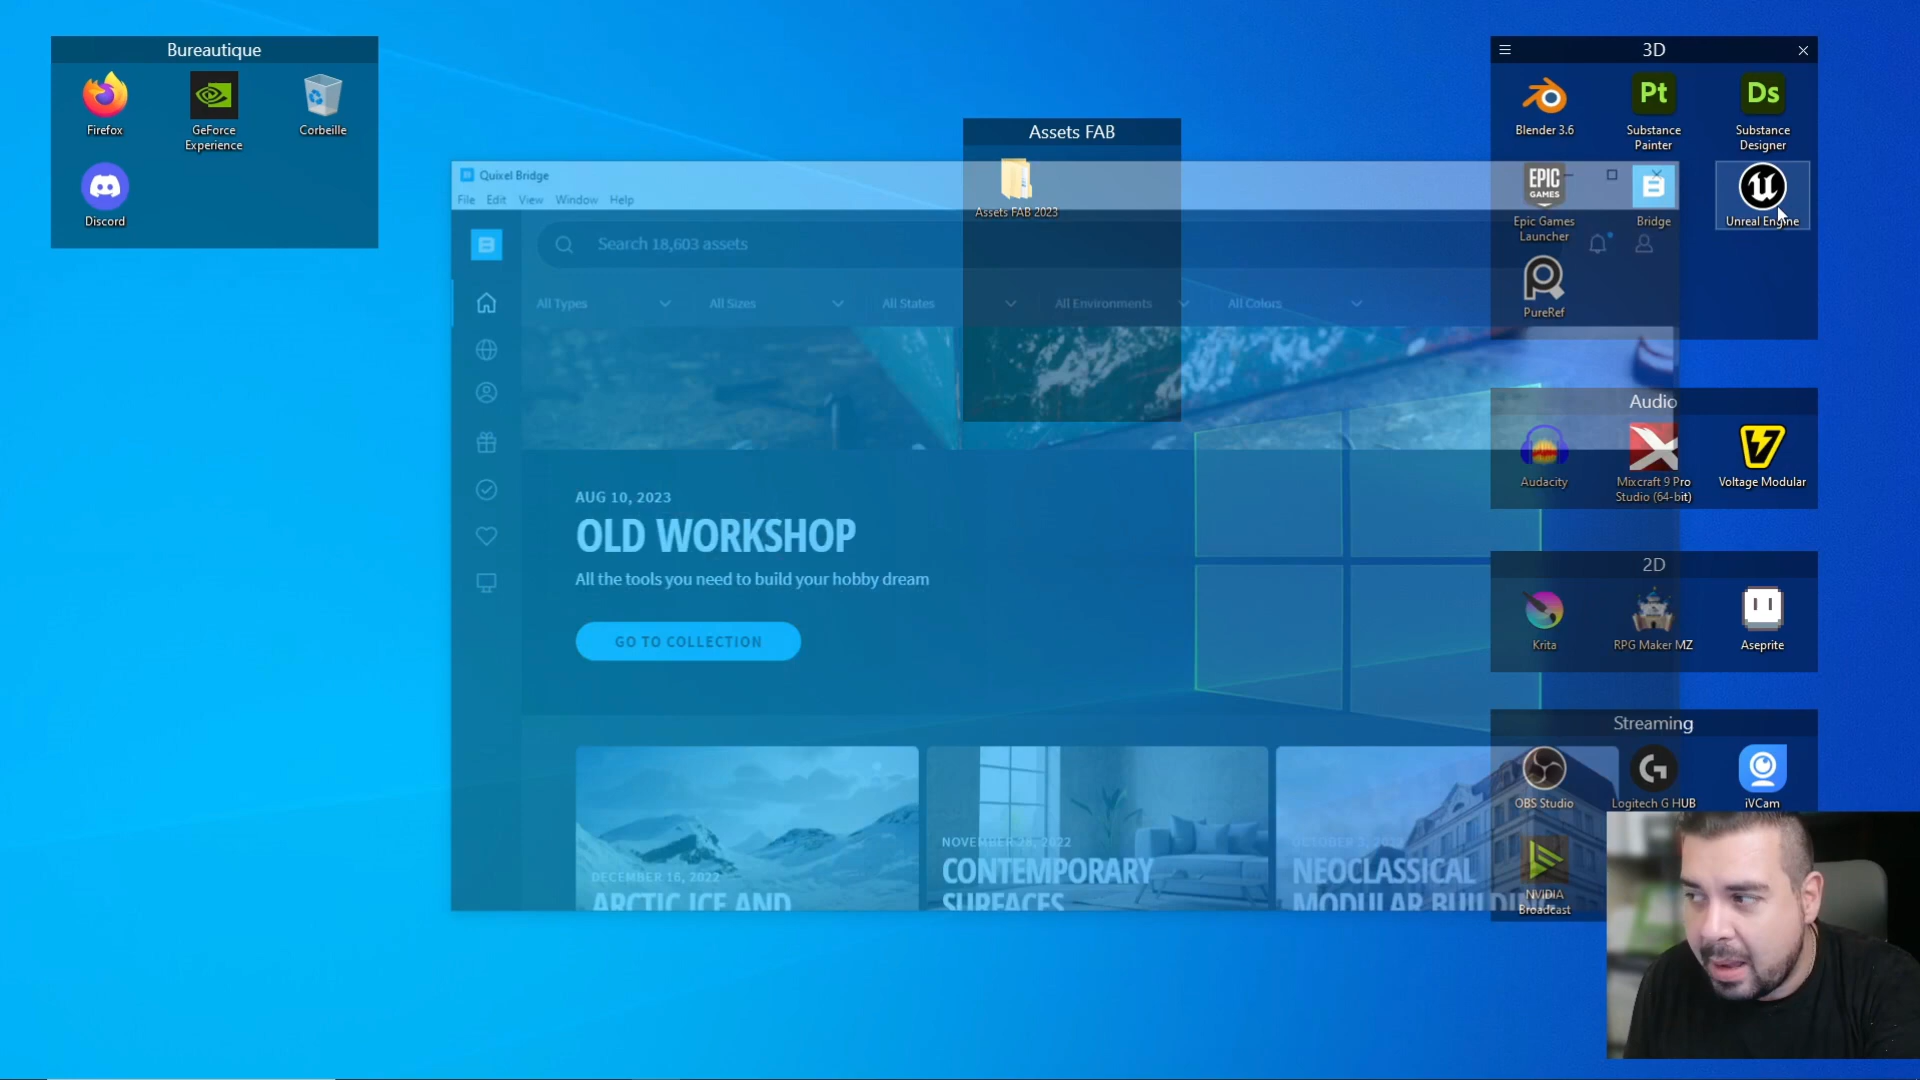 Bureautique
Firefox
GeForce
Experience
Corbeille
Discord
Quixel Bridge
File Edit View Window Help
Search 18,603 assets
All Types
All Sizes
All States
All Environments
All Colors
AUG 10, 2023
OLD WORKSHOP
All the tools you need to build your hobby dream
GO TO COLLECTION
DECEMBER 16, 2022
ARCTIC ICE AND
NOVEMBER 28, 2022
CONTEMPORARY
SURFACES
NEOCLASSICAL
Assets FAB
Assets FAB 2023
3D
Blender 3.6
Pt
Substance
Painter
Ds
Substance
Designer
EPIC
GAMES
Epic Games
Launcher
Bridge
Unreal Engine
PureRef
Audio
Audacity
Mixcraft 9 Pro
Studio (64-bit)
Voltage Modular
2D
Krita
RPG Maker MZ
Aseprite
Streaming
OBS Studio
Logitech G HUB
iVCam
NVIDIA
Broadcast